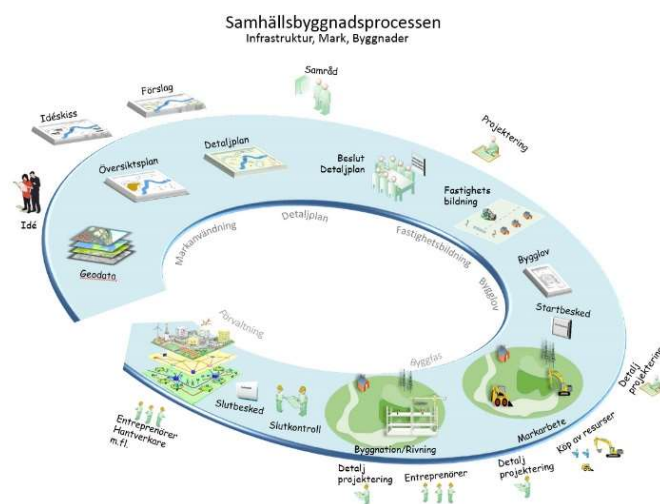 Samhällsbyggnadsprocessen
Infrastruktur, Mark, Byggnader
Idé
Idéskiss
Förslag
Samråd
Projektering
Geodata
Översiktsplan
Detaljplan
Beslut
Detaljplan
Fastighets
bildning
Bygglov
Startbesked
Markanvändning
Detaljplan
Fastighetsbildning
Bygglov
Byggfas
Förvaltning
Detalj
projektering
Köp av resurser
Markarbete
Detalj
projektering
Byggnation/Rivning
Entreprenörer
Detalj
projektering
Slutkontroll
Slutbesked
Entreprenörer
Hantverkare
m.fl.